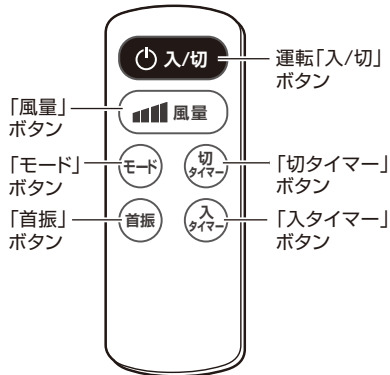 入/切
運転「入/切」
ボタン
「風量」
ボタン
風量
「モード」
ボタン
モード
切
タイマー
「切タイマー」
ボタン
「首振」
ボタン
首振
入
タイマー
「入タイマー」
ボタン